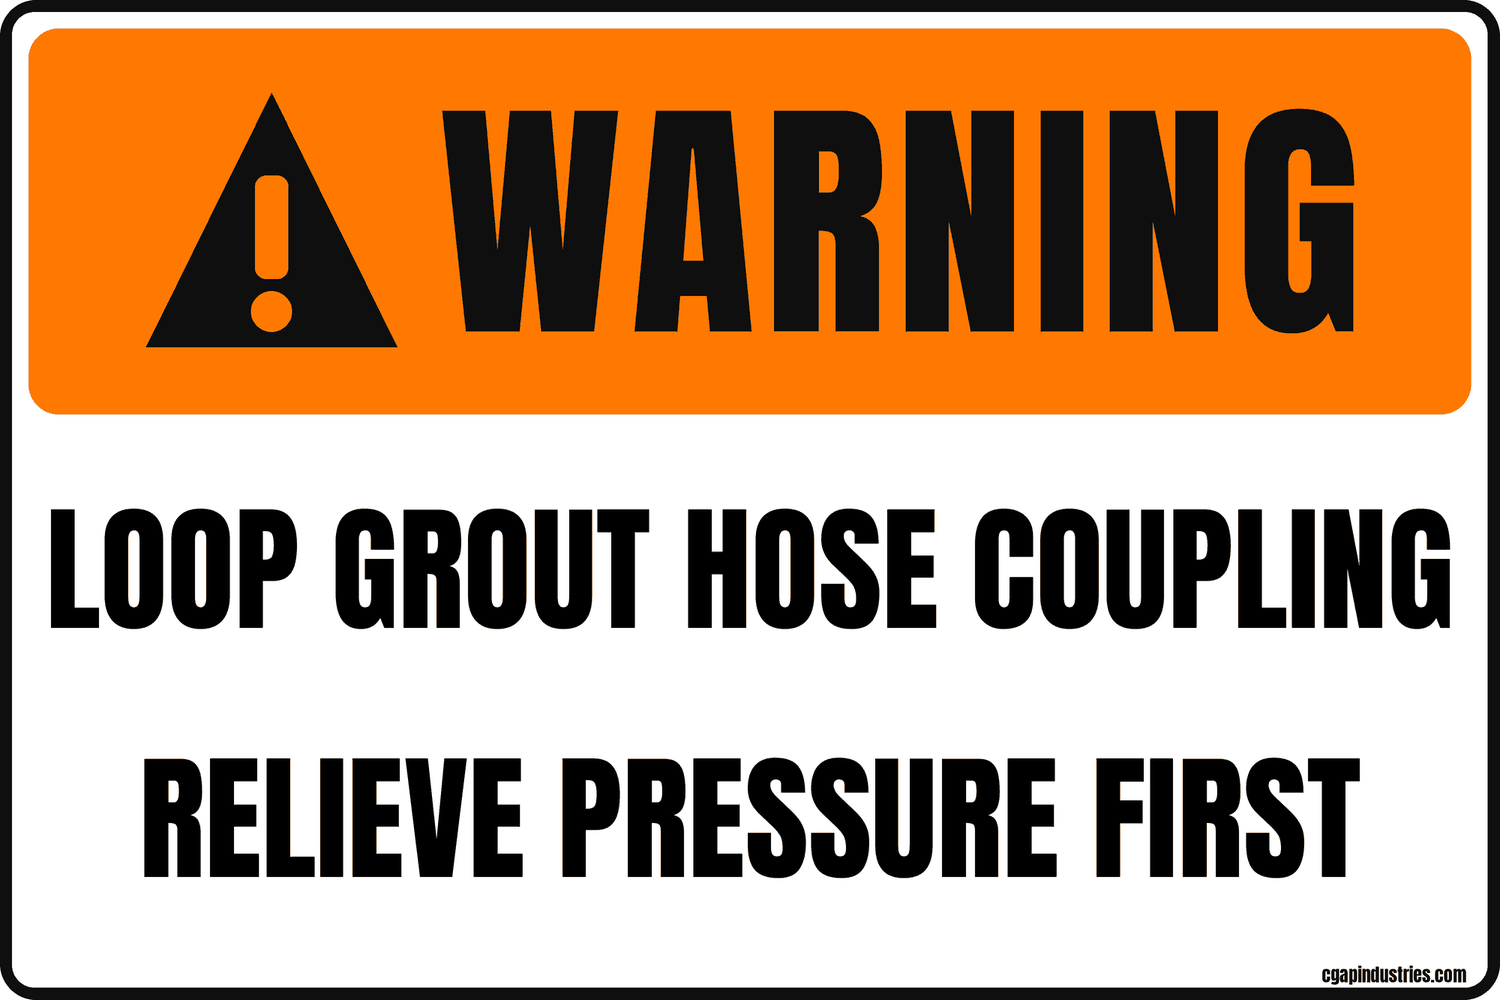 WARNING
LOOP GROUT HOSE COUPLING
RELIEVE PRESSURE FIRST
cgapindustries.com